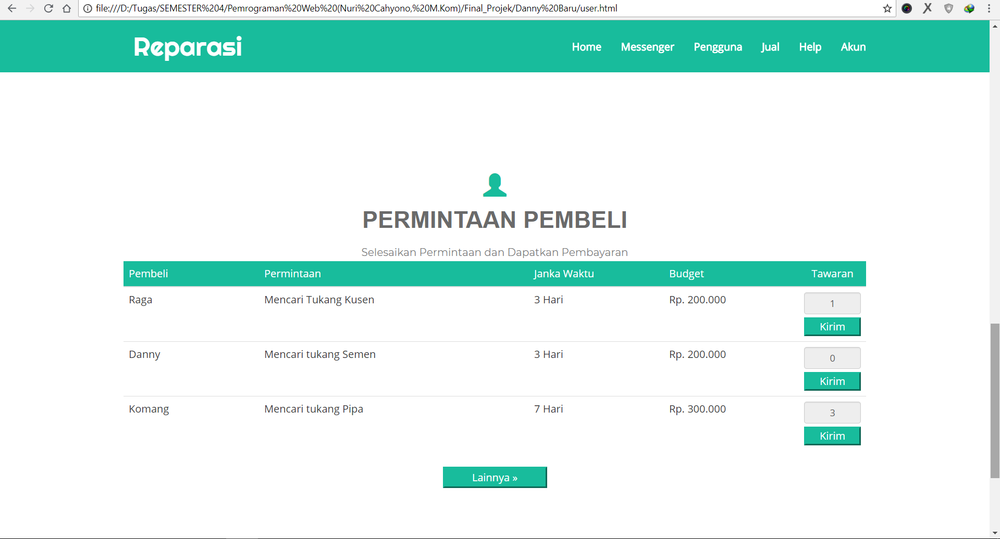 file:///D:/Tugas/SEMESTER%204/Pemrograman%20Web%20(Nuri%20Cahyono,%20M.Kom)/Final_Projek/Danny%20Baru/user.html
Reparasi Home Messenger Pengguna Jual Help Akun
PERMINTAAN PEMBELI
Selesaikan Permintaan dan Dapatkan Pembayaran
Pembeli Permintaan Janka Waktu Budget Tawaran
Raga Mencari Tukang Kusen 3 Hari Rp. 200.000 1
Kirim
Danny Mencari tukang Semen 3 Hari Rp. 200.000 0
Kirim
Komang Mencari tukang Pipa 7 Hari Rp. 300.000 3
Kirim
Lainnya »